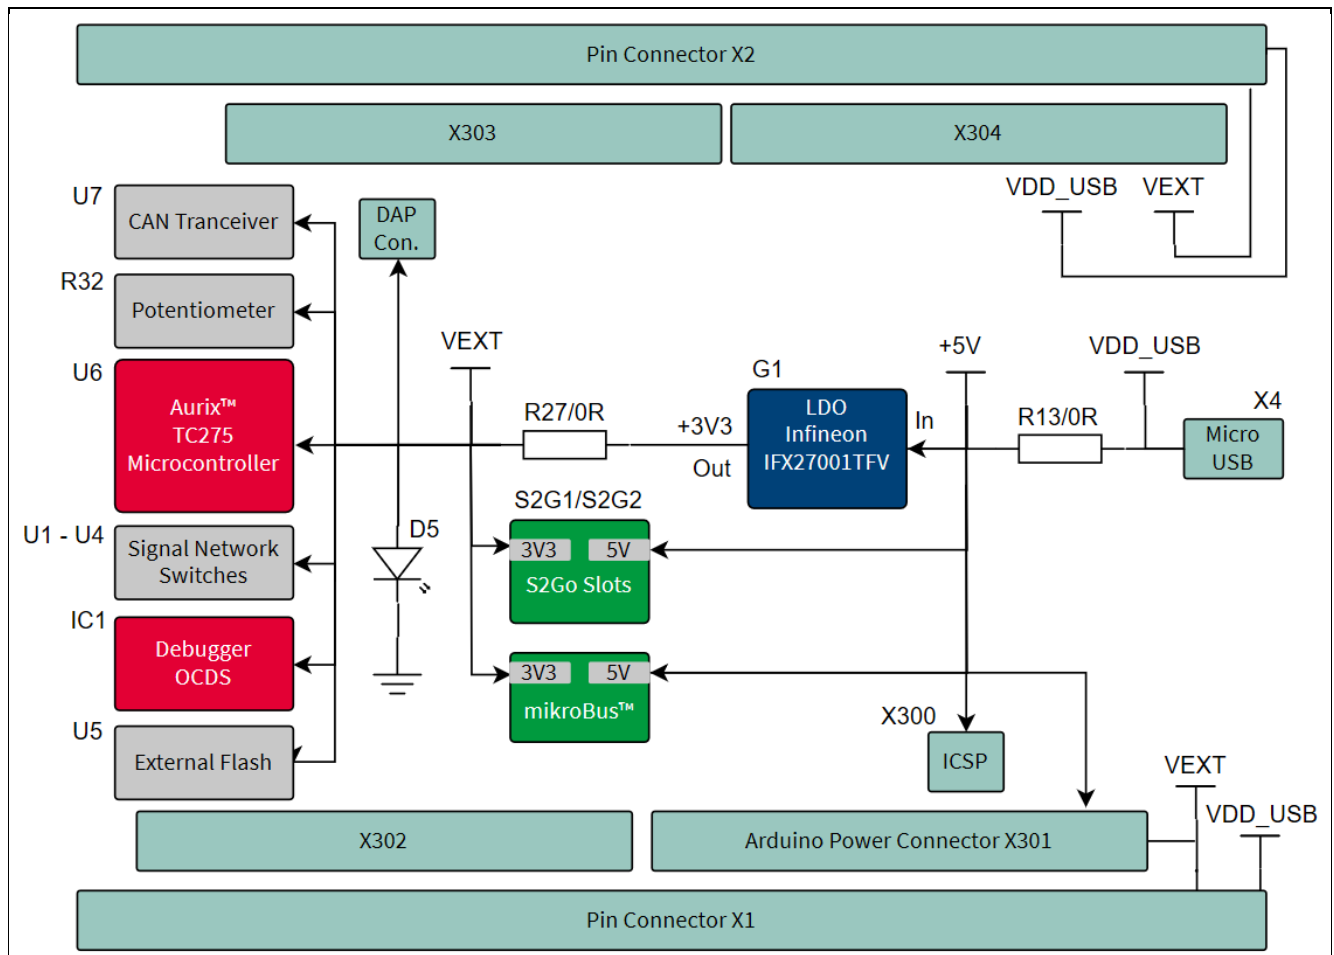 Pin Connector X2
X303
X304
VDD_USB
VEXT
U7
CAN Tranceiver
DAP
Con.
R32
Potentiometer
VEXT
+5V
VDD_USB
U6
Aurix™
TC275
Microcontroller
R27/0R
+3V3
Out
G1
LDO
Infineon
IFX27001TFV
In
R13/0R
X4
Micro
USB
U1 - U4
Signal Network
Switches
D5
S2G1/S2G2
3V3
5V
S2Go Slots
IC1
Debugger
OCDS
3V3
5V
mikroBus™
U5
External Flash
X300
ICSP
VEXT
VDD_USB
X302
Arduino Power Connector X301
Pin Connector X1